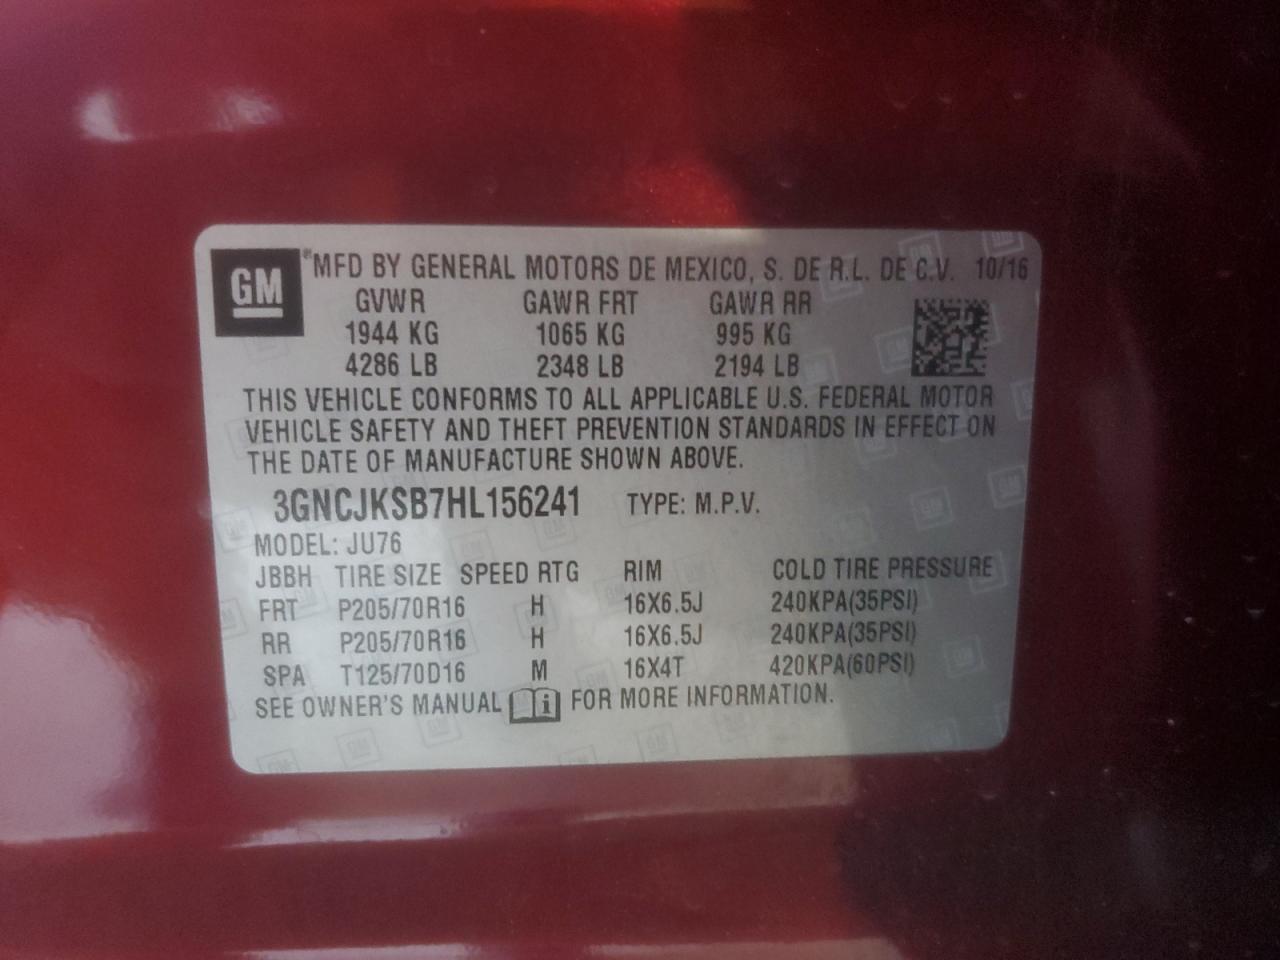 GM ® MFD BY GENERAL MOTORS DE MEXICO, S. DE R.L. DE C.V. 10/16
GVWR GAWR FRT GAWR RR
1944 KG 1065 KG 995 KG
4286 LB 2348 LB 2194 LB
THIS VEHICLE CONFORMS TO ALL APPLICABLE U.S. FEDERAL MOTOR
VEHICLE SAFETY AND THEFT PREVENTION STANDARDS IN EFFECT ON
THE DATE OF MANUFACTURE SHOWN ABOVE.
3GNCJKSB7HL156241 TYPE: M.P.V.
MODEL: JU76
JBBH TIRE SIZE SPEED RTG RIM COLD TIRE PRESSURE
FRT P205/70R16 H 16X6.5J 240KPA(35PSI)
RR P205/70R16 H 16X6.5J 240KPA(35PSI)
SPA T125/70D16 M 16X4T 420KPA(60PSI)
SEE OWNER'S MANUAL i FOR MORE INFORMATION.